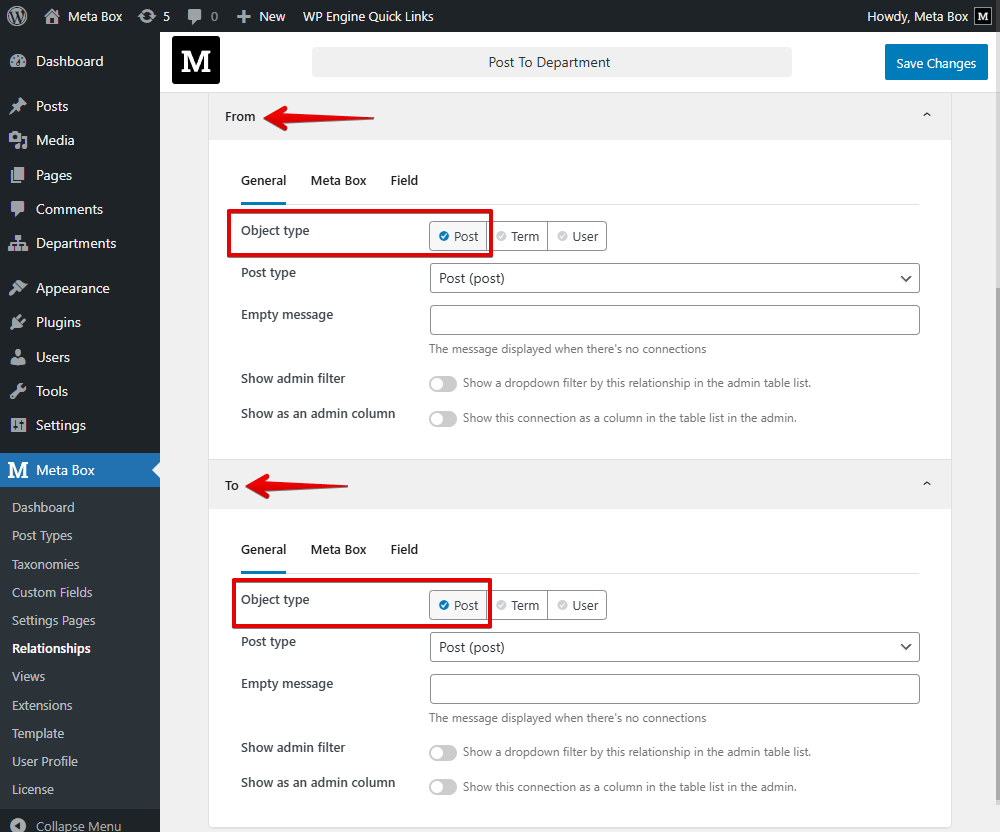 Meta Box 5 0 New WP Engine Quick Links Howdy, Meta Box M
M Post To Department Save Changes
Dashboard
Posts
Media
Pages
Comments
Departments
Appearance
Plugins
Users
Tools
Settings
M Meta Box
Dashboard
Post Types
Taxonomies
Custom Fields
Settings Pages
Relationships
Views
Extensions
Template
User Profile
License
Collapse Menu
From
General Meta Box Field
Object type Post Term User
Post type Post (post)
Empty message
The message displayed when there's no connections
Show admin filter Show a dropdown filter by this relationship in the admin table list.
Show as an admin column Show this connection as a column in the table list in the admin.
To
General Meta Box Field
Object type Post Term User
Post type Post (post)
Empty message
The message displayed when there's no connections
Show admin filter Show a dropdown filter by this relationship in the admin table list.
Show as an admin column Show this connection as a column in the table list in the admin.